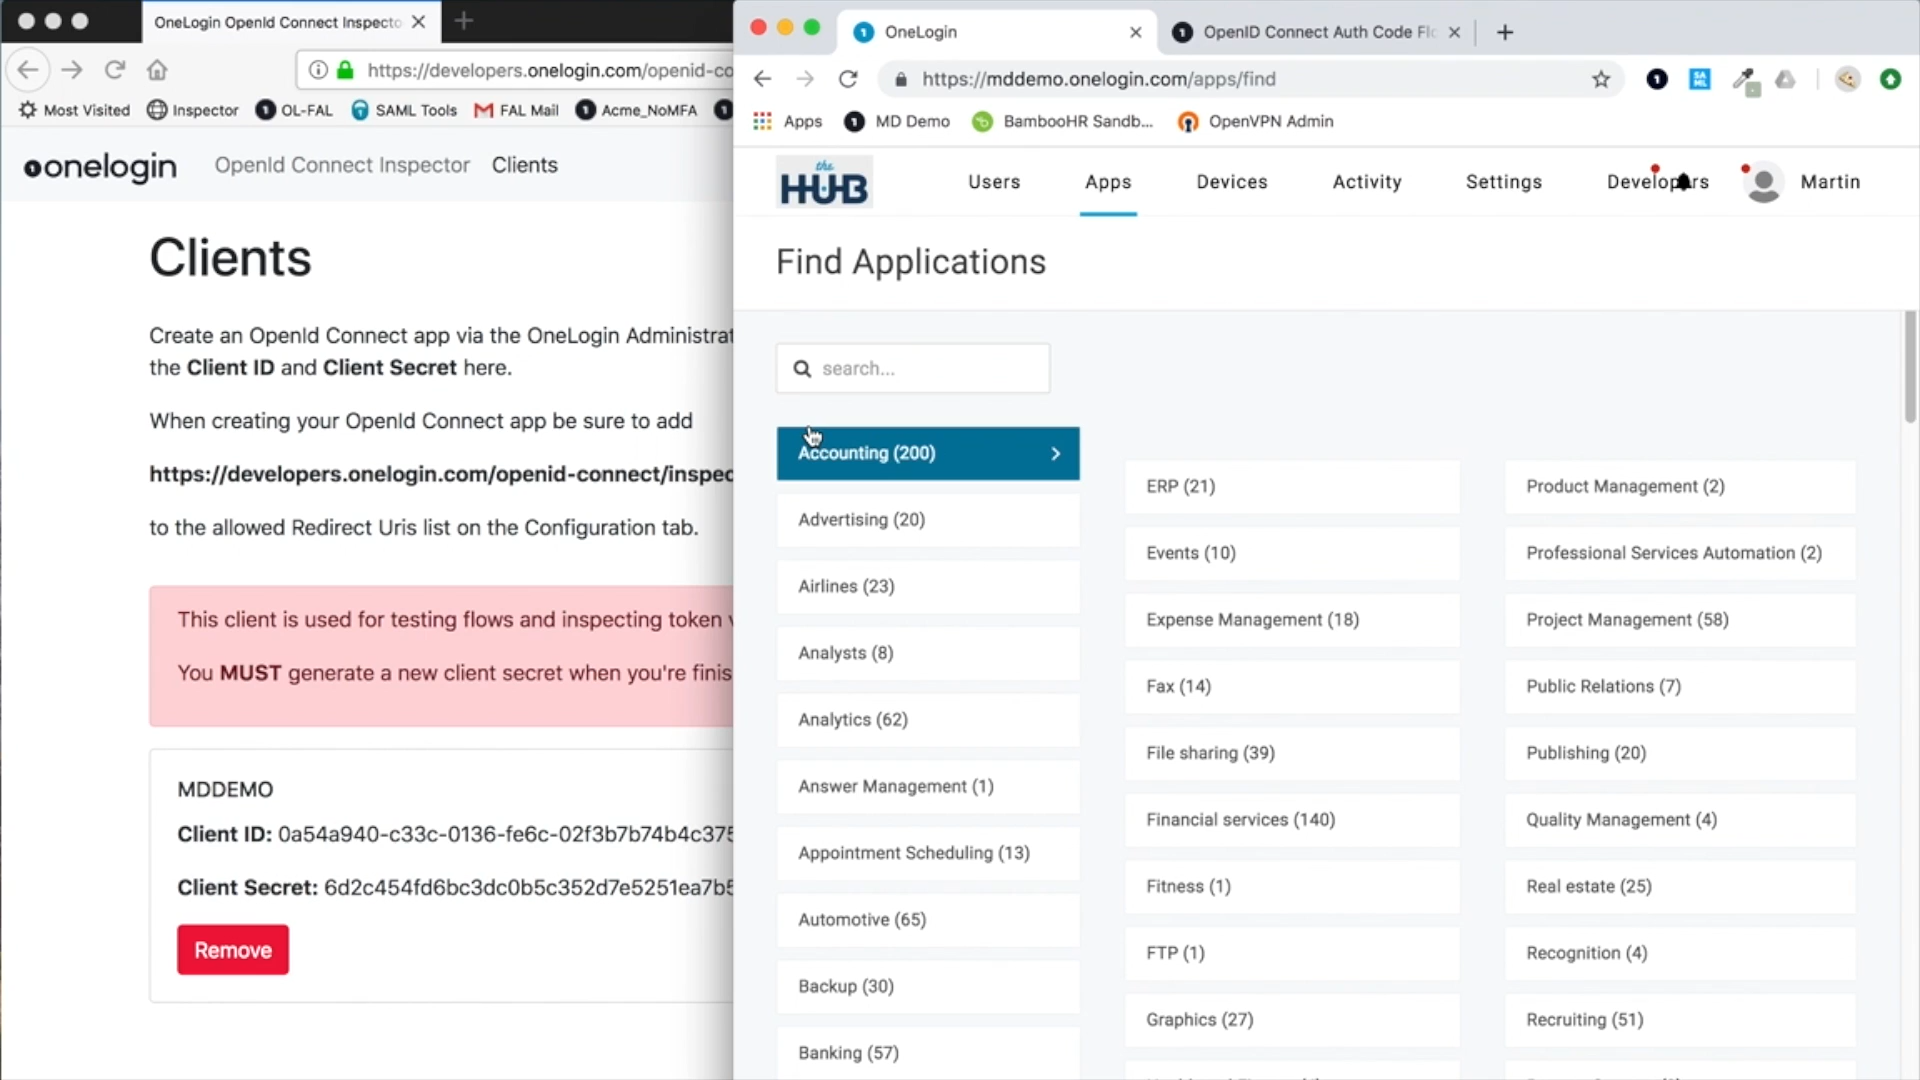 OneLogin OpenId Connect Inspecto
https://developers.onelogin.com/openid-co
Most Visited
Inspector
OL-FAL
SAML Tools
FAL Mail
Acme_NoMFA
onelogin
OpenId Connect Inspector
Clients
Clients
Create an OpenId Connect app via the OneLogin Administrat
the Client ID and Client Secret here.
When creating your OpenId Connect app be sure to add
https://developers.onelogin.com/openid-connect/inspec
to the allowed Redirect Uris list on the Configuration tab.
This client is used for testing flows and inspecting token v
You MUST generate a new client secret when you're finis
MDDEMO
Client ID: 0a54a940-c33c-0136-fe6c-02f3b7b74b4c375
Client Secret: 6d2c454fd6bc3dc0b5c352d7e5251ea7b5
Remove
OneLogin
OpenID Connect Auth Code Flo
https://mddemo.onelogin.com/apps/find
Apps
MD Demo
BambooHR Sandb...
OpenVPN Admin
the
HUB
Users
Apps
Devices
Activity
Settings
Developers
Martin
Find Applications
search...
Accounting (200)
Advertising (20)
Airlines (23)
Analysts (8)
Analytics (62)
Answer Management (1)
Appointment Scheduling (13)
Automotive (65)
Backup (30)
Banking (57)
ERP (21)
Events (10)
Expense Management (18)
Fax (14)
File sharing (39)
Financial services (140)
Fitness (1)
FTP (1)
Graphics (27)
Product Management (2)
Professional Services Automation (2)
Project Management (58)
Public Relations (7)
Publishing (20)
Quality Management (4)
Real estate (25)
Recognition (4)
Recruiting (51)